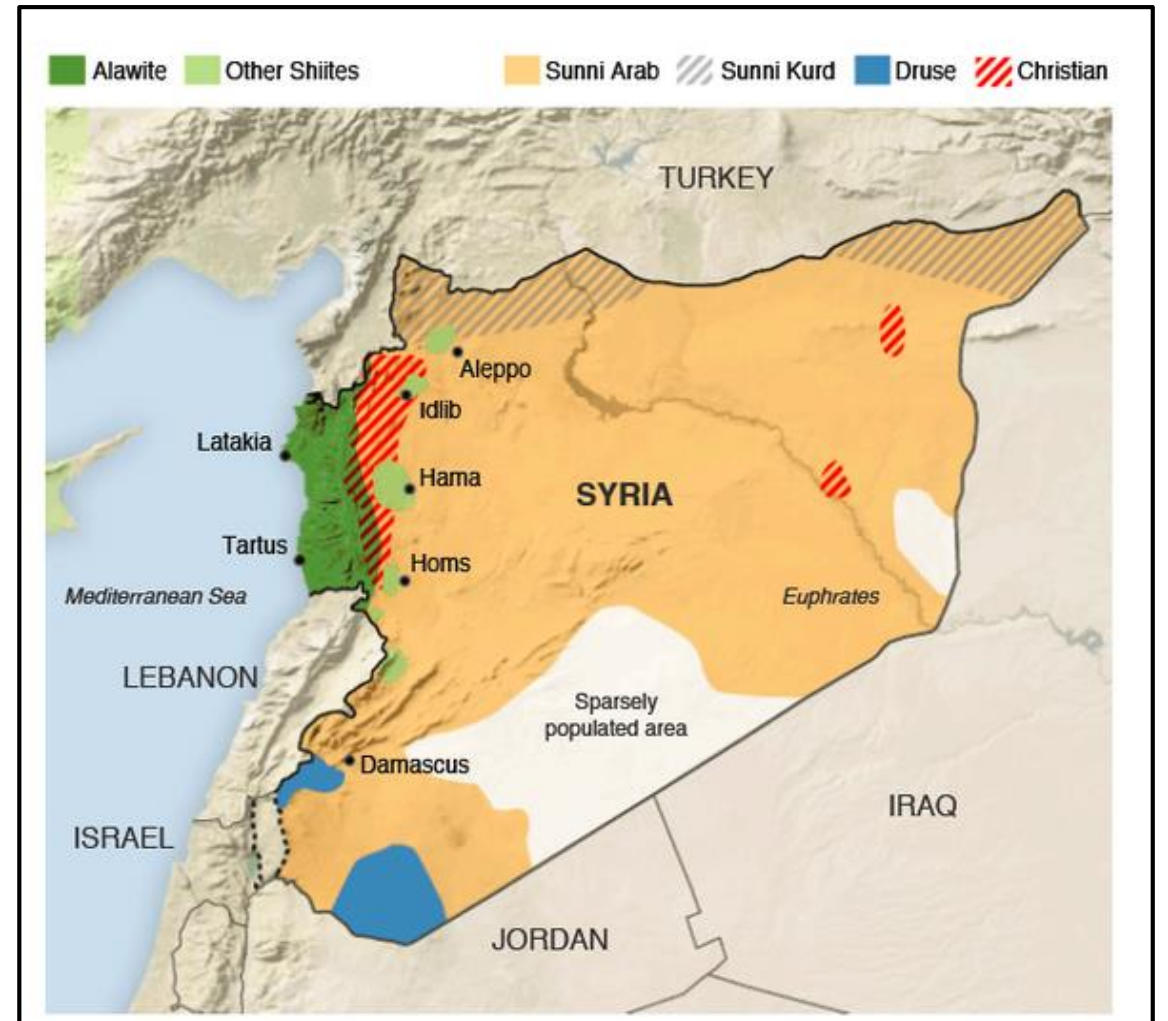 Alawite
Other Shiites
Sunni Arab
Sunni Kurd
Druse
Christian
TURKEY
Aleppo
Idlib
Latakia
Hama
SYRIA
Tartus
Homs
Mediterranean Sea
Euphrates
LEBANON
Sparsely
populated area
Damascus
IRAQ
ISRAEL
JORDAN